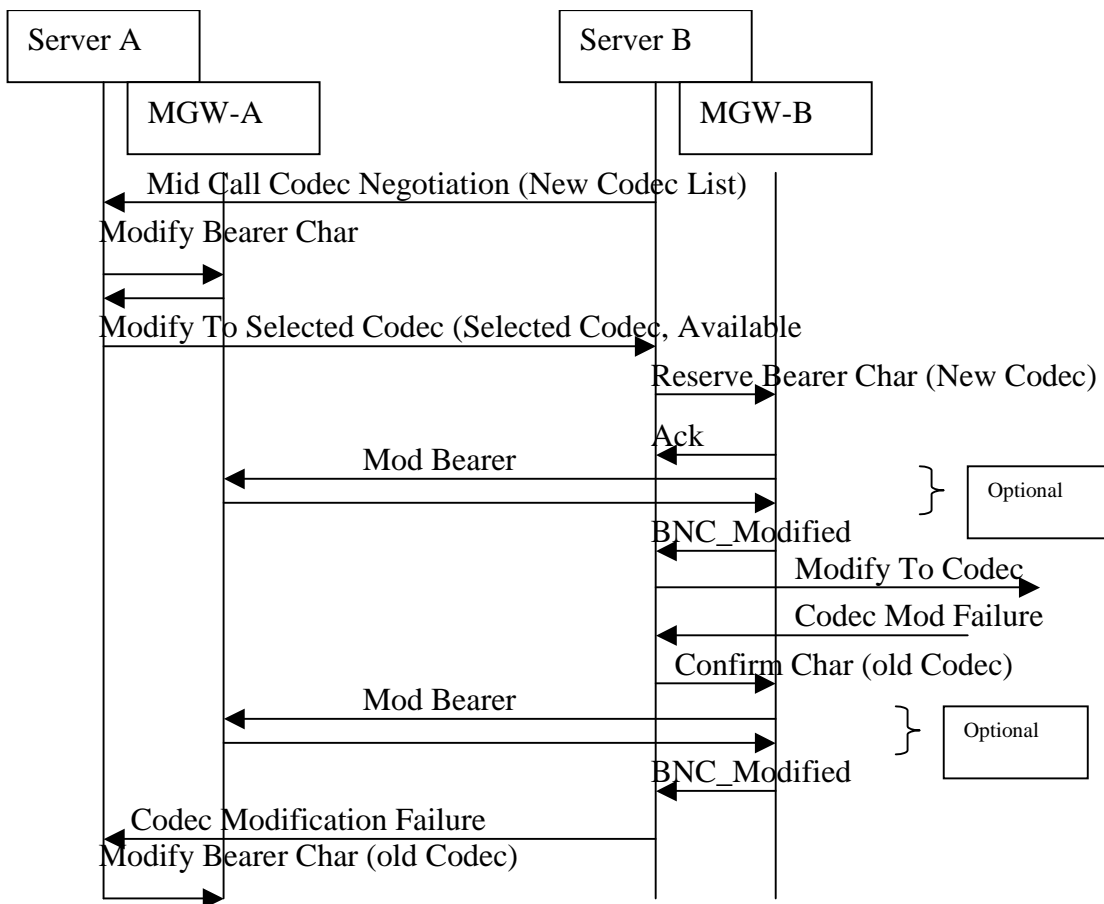 Server A
Server B
MGW-A
MGW-B
Mid Call Codec Negotiation (New Codec List)
Modify Bearer Char
Modify To Selected Codec (Selected Codec, Available
Reserve Bearer Char (New Codec)
Ack
Mod Bearer
Optional
BNC_Modified
Modify To Codec
Codec Mod Failure
Confirm Char (old Codec)
Mod Bearer
Optional
BNC_Modified
Codec Modification Failure
Modify Bearer Char (old Codec)